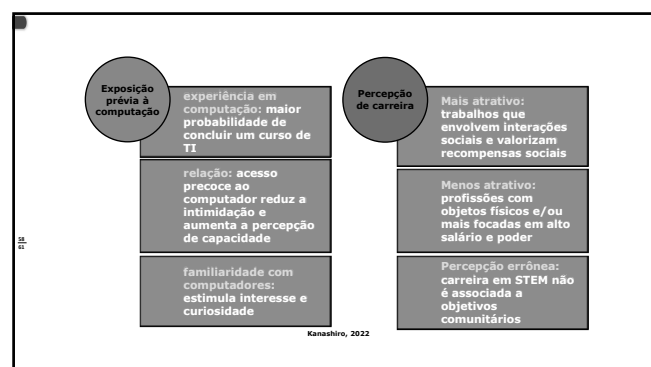 Exposição
prévia à
computação
experiência em
computação: maior
probabilidade de
concluir um curso de
TI
relação: acesso
precoce ao
computador reduz a
intimidação e
aumenta a percepção
de capacidade
familiaridade com
computadores:
estimula interesse e
curiosidade
Percepção
de carreira
Mais atrativo:
trabalhos que
envolvem interações
sociais e valorizam
recompensas sociais
Menos atrativo:
profissões com
objetos físicos e/ou
mais focadas em alto
salário e poder
Percepção errônea:
carreira em STEM não
é associada a
objetivos
comunitários
Kanashiro, 2022
58
61